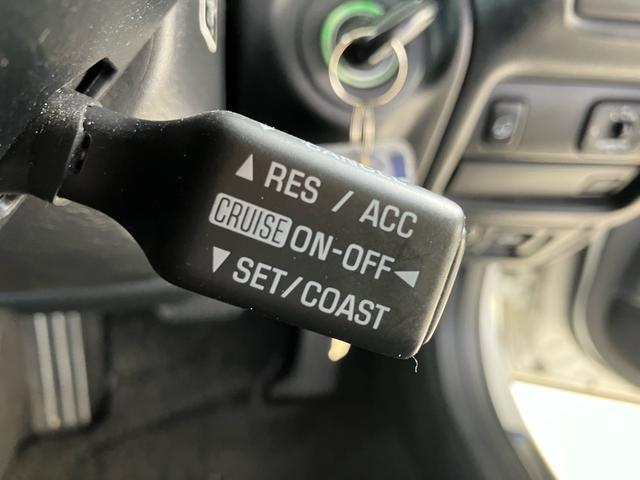 ▲ RES / ACC
CRUISE ON-OFF ◄
▼ SET/COAST